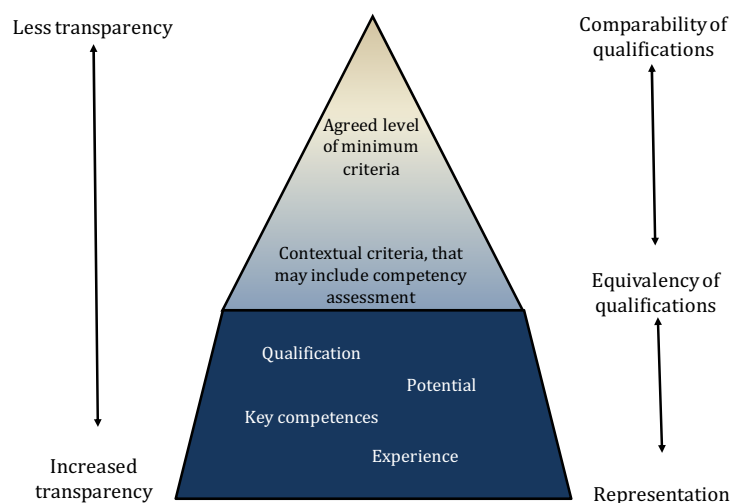 Less transparency
Comparability of
qualifications
Agreed level
of minimum
criteria
Contextual criteria, that
may include competency
assessment
Equivalency of
qualifications
Qualification
Potential
Key competences
Experience
Increased
transparency
Representation